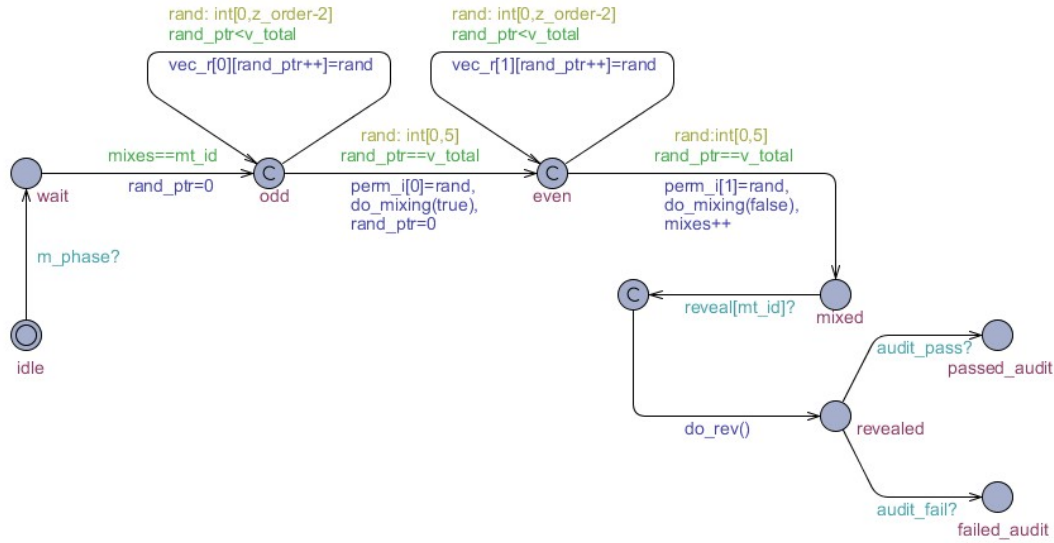 rand: int[0,z_order-2]
rand_ptr<v_total
vec_r[0][rand_ptr++]=rand
rand: int[0,z_order-2]
rand_ptr<v_total
vec_r[1][rand_ptr++]=rand
wait
mixes==mt_id
rand_ptr=0
C
odd
rand: int[0,5]
rand_ptr==v_total
perm_i[0]=rand,
do_mixing(true),
rand_ptr=0
C
even
rand:int[0,5]
rand_ptr==v_total
perm_i[1]=rand,
do_mixing(false),
mixes++
m_phase?
idle
C
reveal[mt_id]?
mixed
do_rev()
revealed
audit_pass?
passed_audit
audit_fail?
failed_audit